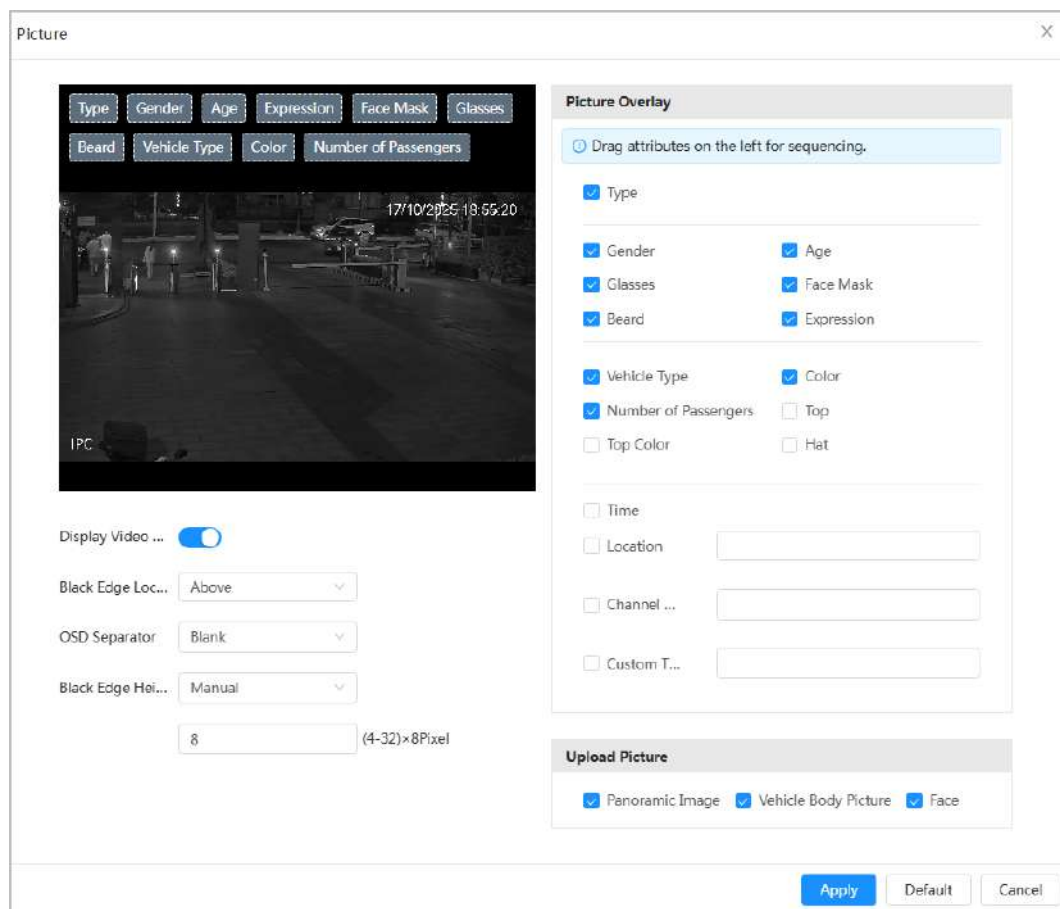 Picture
Type Gender Age Expression Face Mask Glasses
Beard Vehicle Type Color Number of Passengers
17/10/2025 18:55:20
IPC
Display Video ...
Black Edge Loc... Above
OSD Separator Blank
Black Edge Hei... Manual
8 (4-32)×8Pixel
Picture Overlay
Drag attributes on the left for sequencing.
Type
Gender Age
Glasses Face Mask
Beard Expression
Vehicle Type Color
Number of Passengers Top
Top Color Hat
Time
Location
Channel ...
Custom T...
Upload Picture
Panoramic Image Vehicle Body Picture Face
Apply Default Cancel